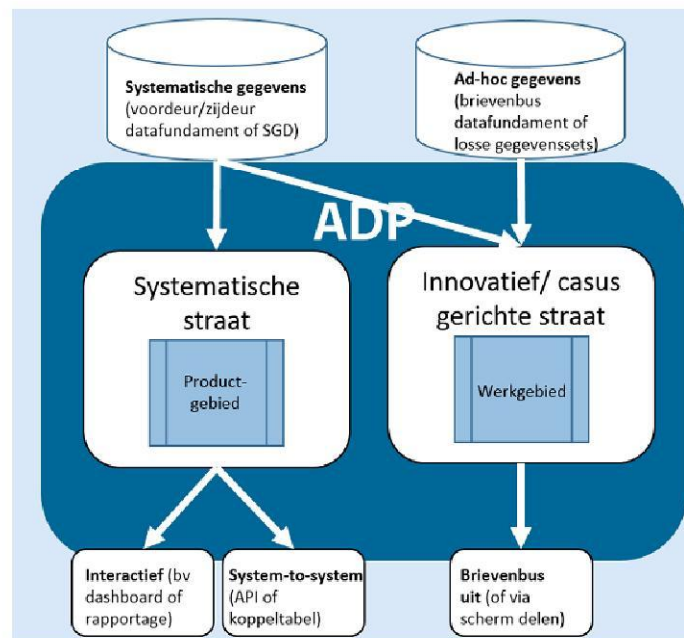 Systematische gegevens
(voordeur/zijdeur
datafundament of SGD)
Ad-hoc gegevens
(brievenbus
datafundament of
losse gegevenssets)
ADP
Systematische
straat
Product-
gebied
Innovatief/ casus
gerichte straat
Werkgebied
Interactief (bv
dashboard of
rapportage)
System-to-system
(API of
koppeltabel)
Brievenbus
uit (of via
scherm delen)